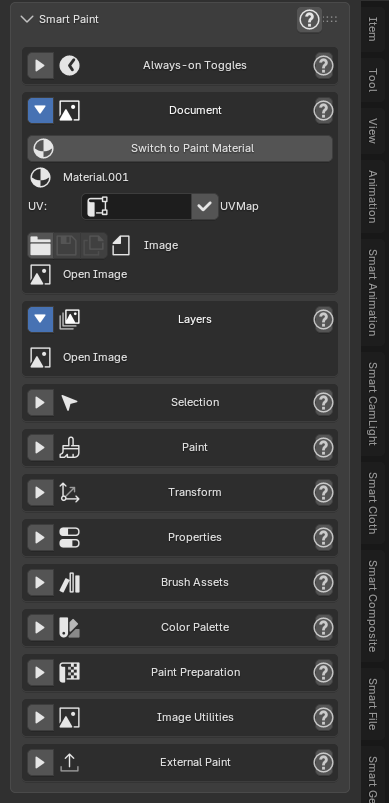 Smart Paint
Always-on Toggles
Document
Switch to Paint Material
Material.001
UV:
UVMap
Image
Open Image
Layers
Open Image
Selection
Paint
Transform
Properties
Brush Assets
Color Palette
Paint Preparation
Image Utilities
External Paint
Item
Tool
View
Animation
Smart Animation
Smart CamLight
Smart Cloth
Smart Composite
Smart File
Smart Ge